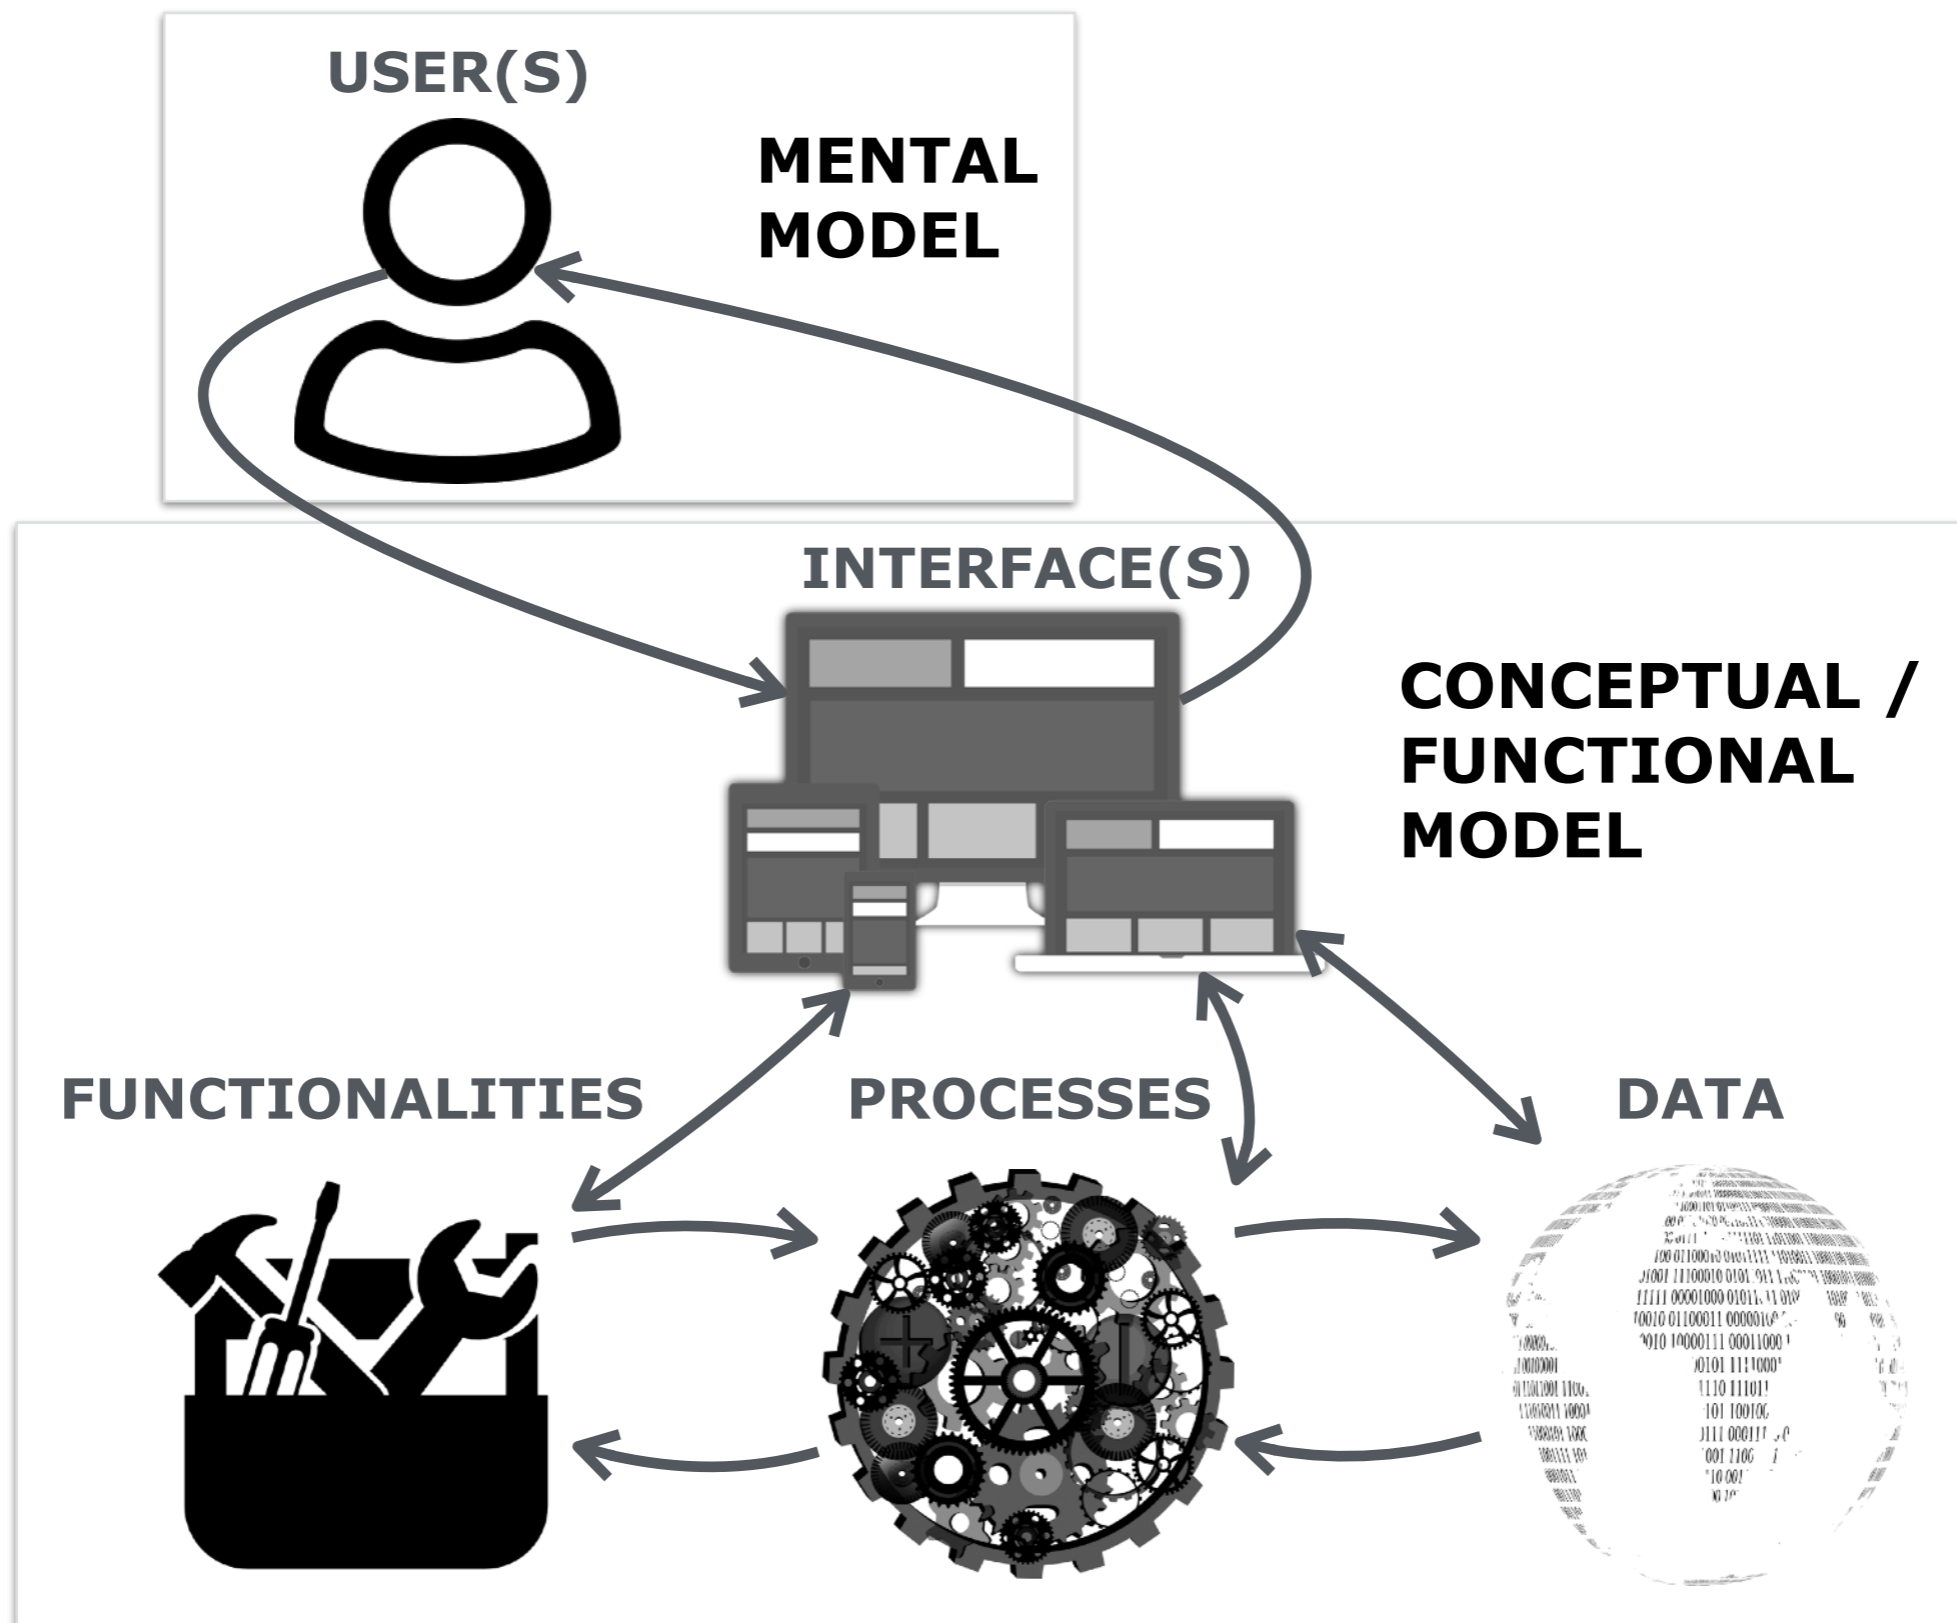 USER(S)
MENTAL
MODEL
INTERFACE(S)
CONCEPTUAL /
FUNCTIONAL
MODEL
FUNCTIONALITIES
PROCESSES
DATA